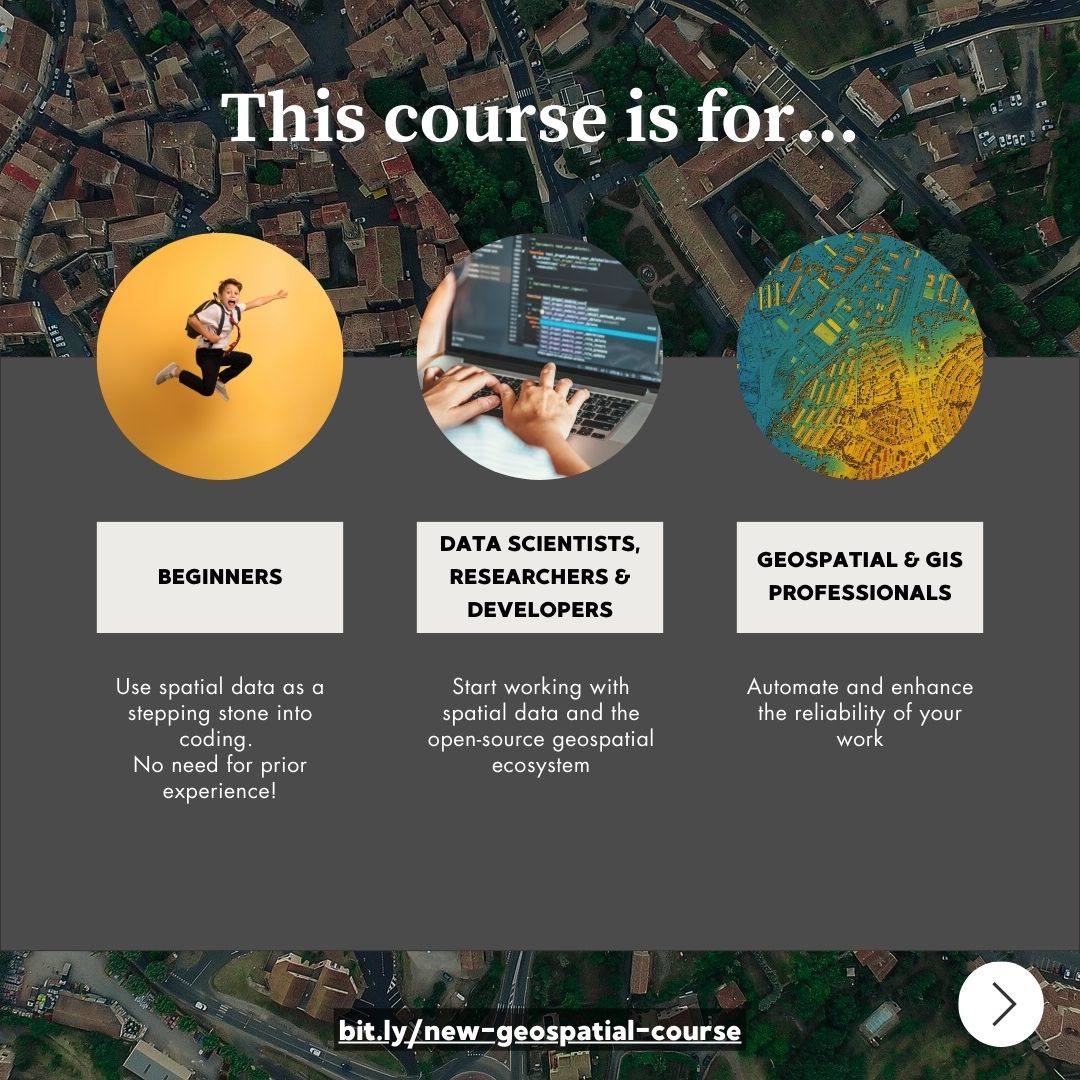 This course is for...
BEGINNERS
Use spatial data as a
stepping stone into
coding.
No need for prior
experience!
DATA SCIENTISTS,
RESEARCHERS &
DEVELOPERS
Start working with
spatial data and the
open-source geospatial
ecosystem
GEOSPATIAL & GIS
PROFESSIONALS
Automate and enhance
the reliability of your
work
bit.ly/new-geospatial-course